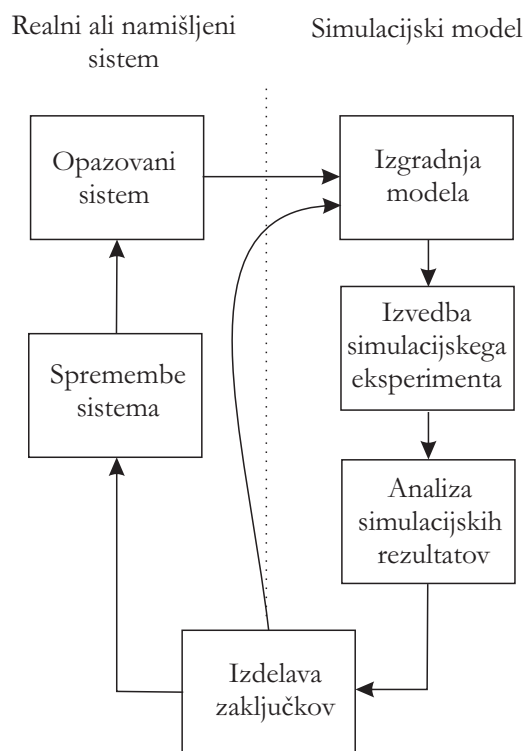 Realni ali namišljeni
sistem
Simulacijski model
Opazovani
sistem
Izgradnja
modela
Izvedba
simulacijskega
eksperimenta
Spremembe
sistema
Analiza
simulacijskih
rezultatov
Izdelava
zaključkov